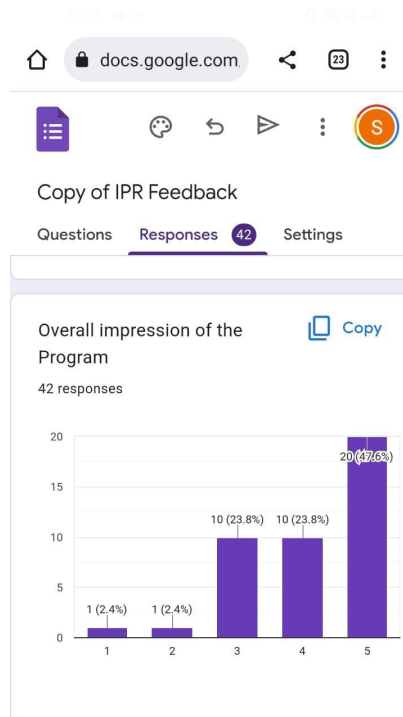 docs.google.com
23
S
Copy of IPR Feedback
Questions Responses 42 Settings
Overall impression of the Copy
Program
42 responses
20
20 (47.6%)
15
10 (23.8%) 10 (23.8%)
10
5
1 (2.4%) 1 (2.4%)
0
1 2 3 4 5